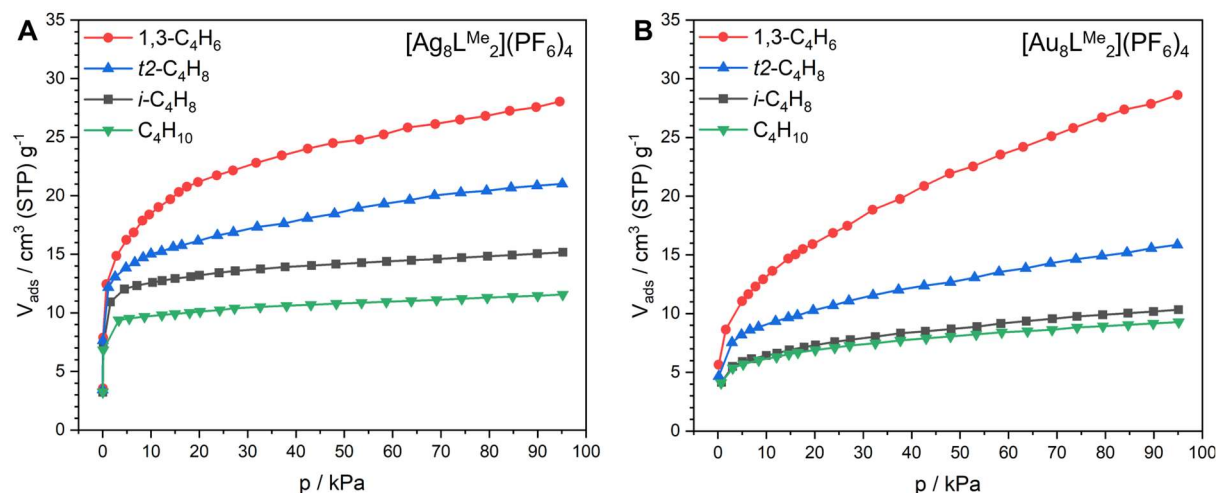 A
1,3-C₄H₆
t2-C₄H₈
i-C₄H₈
C₄H₁₀
[Ag₈Lᴹᵉ₂](PF₆)₄
V_ads / cm³ (STP) g⁻¹
35
30
25
20
15
10
5
0
0 10 20 30 40 50 60 70 80 90 100
p / kPa
B
1,3-C₄H₆
t2-C₄H₈
i-C₄H₈
C₄H₁₀
[Au₈Lᴹᵉ₂](PF₆)₄
V_ads / cm³ (STP) g⁻¹
35
30
25
20
15
10
5
0
0 10 20 30 40 50 60 70 80 90 100
p / kPa